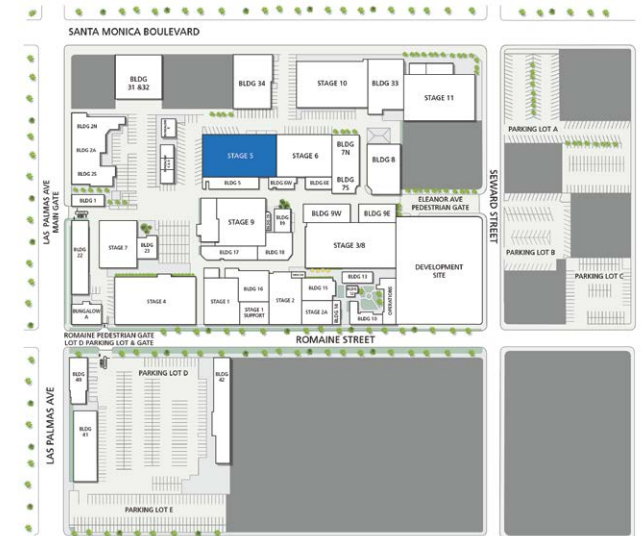 SANTA MONICA BOULEVARD
BLDG
31 &32
BLDG 34
STAGE 10
BLDG 33
STAGE 11
BLDG 2N
BLDG 2A
BLDG 2S
STAGE 5
STAGE 6
BLDG
7N
BLDG
7S
BLDG 8
BLDG 5
BLDG 6W
BLDG 6E
PARKING LOT A
LAS PALMAS AVE
MAIN GATE
BLDG 1
ELEANOR AVE
PEDESTRIAN GATE
SEWARD STREET
STAGE 9
BLDG 9W
BLDG 9E
BLDG
22
STAGE 7
BLDG
23
BLDG 17
BLDG 18
STAGE 3/8
DEVELOPMENT
SITE
PARKING LOT B
PARKING LOT C
STAGE 4
BUNGALOW
A
STAGE 1
BLDG 16
STAGE 1
SUPPORT
STAGE 2
BLDG 15
STAGE 2A
BLDG 14
BLDG 13
BLDG 10
OPERATIONS
ROMAINE PEDESTRIAN GATE
LOT D PARKING LOT & GATE
ROMAINE STREET
LAS PALMAS AVE
BLDG
40
PARKING LOT D
BLDG
42
BLDG
41
PARKING LOT E